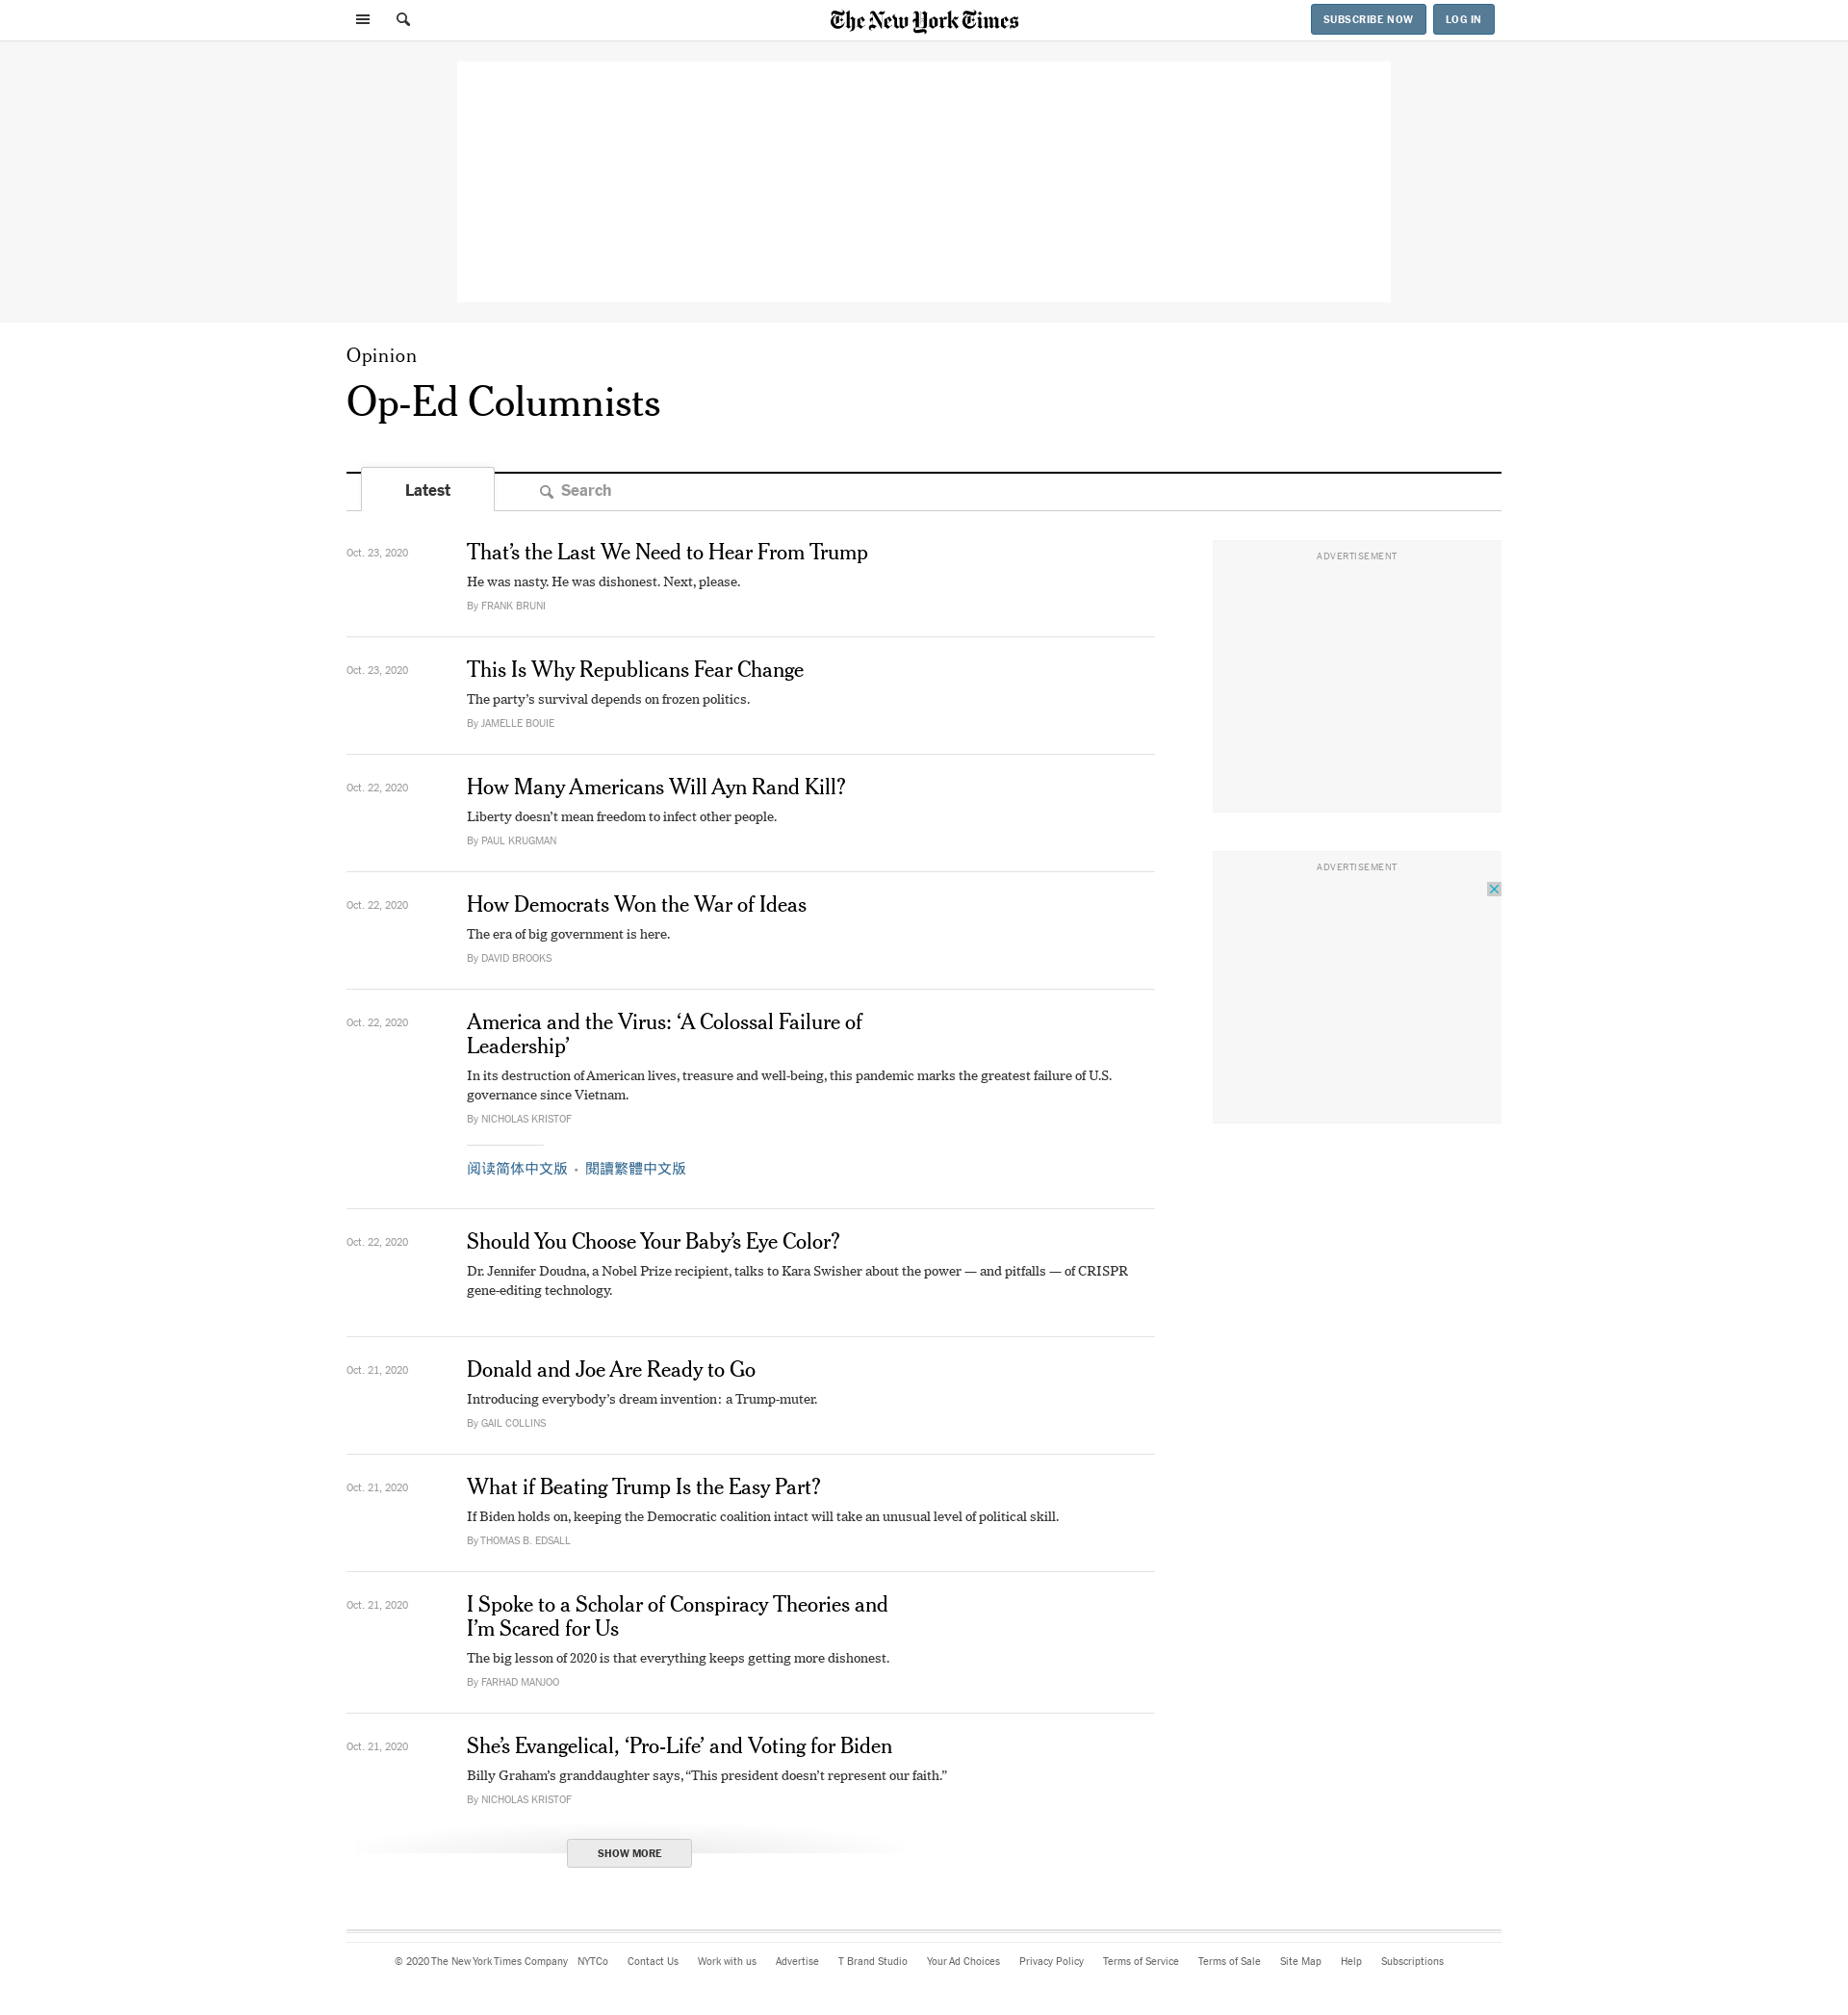 The New York Times
SUBSCRIBE NOW
LOG IN
Opinion
Op-Ed Columnists
Latest
Search
Oct. 23, 2020
That’s the Last We Need to Hear From Trump
He was nasty. He was dishonest. Next, please.
By FRANK BRUNI
Oct. 23, 2020
This Is Why Republicans Fear Change
The party’s survival depends on frozen politics.
By JAMELLE BOUIE
Oct. 22, 2020
How Many Americans Will Ayn Rand Kill?
Liberty doesn’t mean freedom to infect other people.
By PAUL KRUGMAN
Oct. 22, 2020
How Democrats Won the War of Ideas
The era of big government is here.
By DAVID BROOKS
Oct. 22, 2020
America and the Virus: ‘A Colossal Failure of
Leadership’
In its destruction of American lives, treasure and well-being, this pandemic marks the greatest failure of U.S.
governance since Vietnam.
By NICHOLAS KRISTOF
阅读简体中文版 • 閱讀繁體中文版
Oct. 22, 2020
Should You Choose Your Baby’s Eye Color?
Dr. Jennifer Doudna, a Nobel Prize recipient, talks to Kara Swisher about the power — and pitfalls — of CRISPR
gene-editing technology.
Oct. 21, 2020
Donald and Joe Are Ready to Go
Introducing everybody’s dream invention: a Trump-muter.
By GAIL COLLINS
Oct. 21, 2020
What if Beating Trump Is the Easy Part?
If Biden holds on, keeping the Democratic coalition intact will take an unusual level of political skill.
By THOMAS B. EDSALL
Oct. 21, 2020
I Spoke to a Scholar of Conspiracy Theories and
I’m Scared for Us
The big lesson of 2020 is that everything keeps getting more dishonest.
By FARHAD MANJOO
Oct. 21, 2020
She’s Evangelical, ‘Pro-Life’ and Voting for Biden
Billy Graham’s granddaughter says, “This president doesn’t represent our faith.”
By NICHOLAS KRISTOF
SHOW MORE
ADVERTISEMENT
ADVERTISEMENT
© 2020 The New York Times Company NYTCo Contact Us Work with us Advertise T Brand Studio Your Ad Choices Privacy Policy Terms of Service Terms of Sale Site Map Help Subscriptions